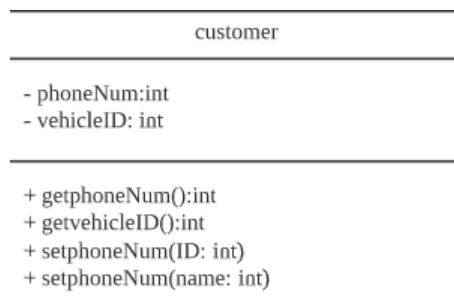 customer
- phoneNum:int
- vehicleID: int
+ getphoneNum():int
+ getvehicleID():int
+ setphoneNum(ID: int)
+ setphoneNum(name: int)